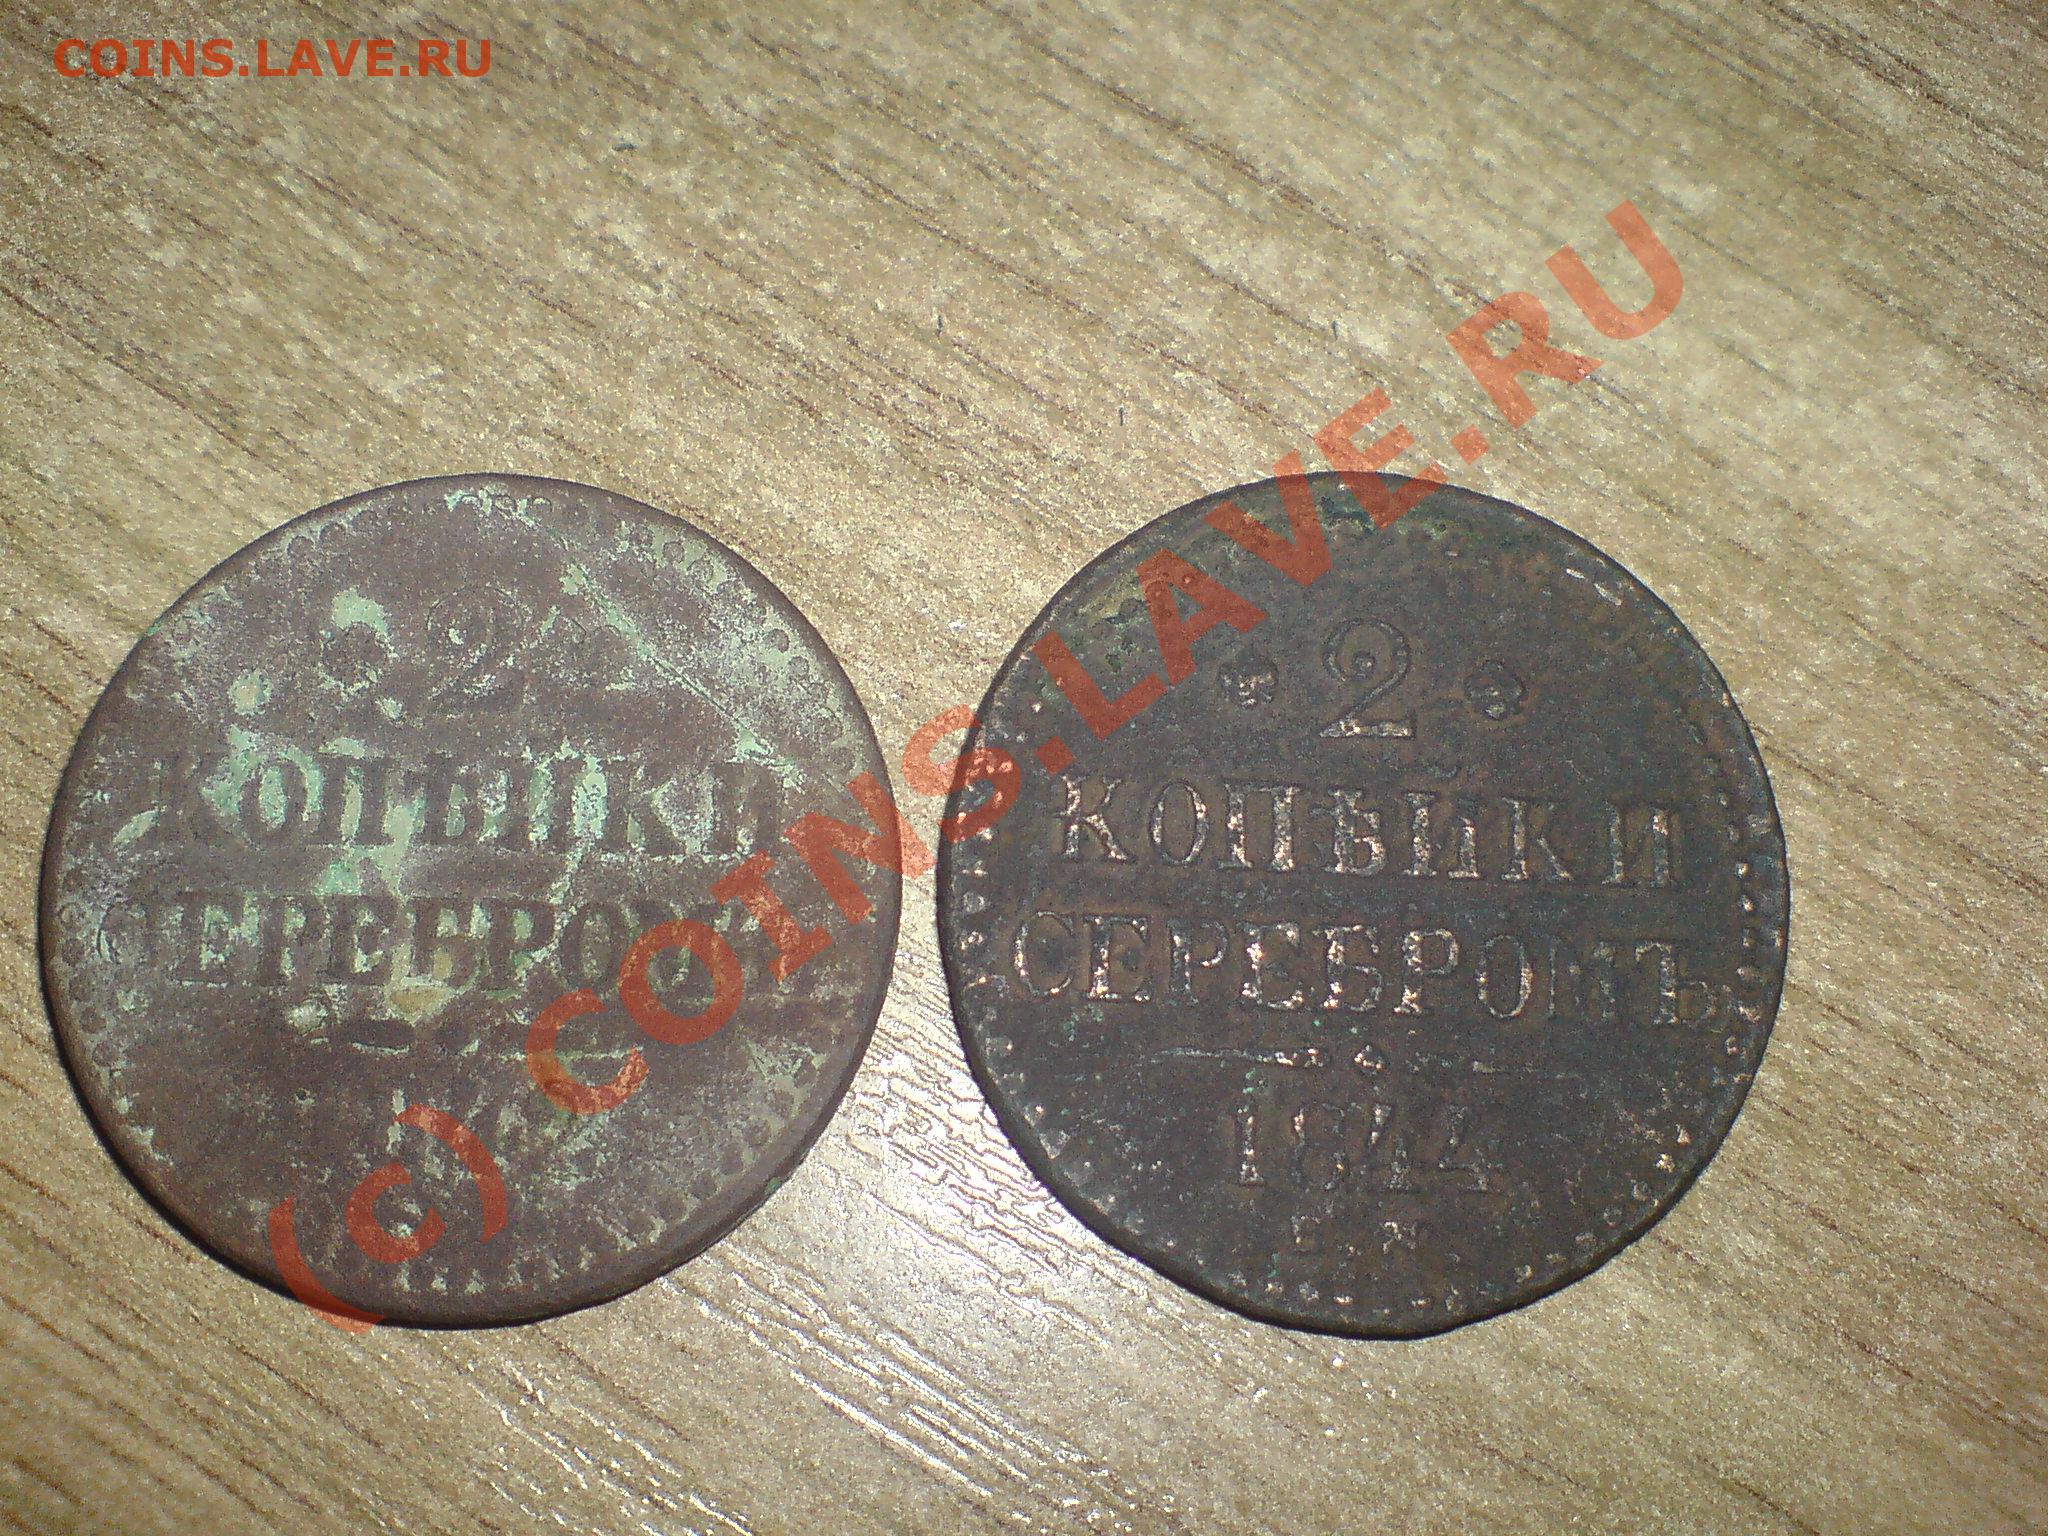 COINS.LAVE.RU
(c) COINS.LAVE.RU
2
КОПѢЙКИ
СЕРЕБРОМЪ
2
КОПѢЙКИ
СЕРЕБРОМЪ
1844
Е.М